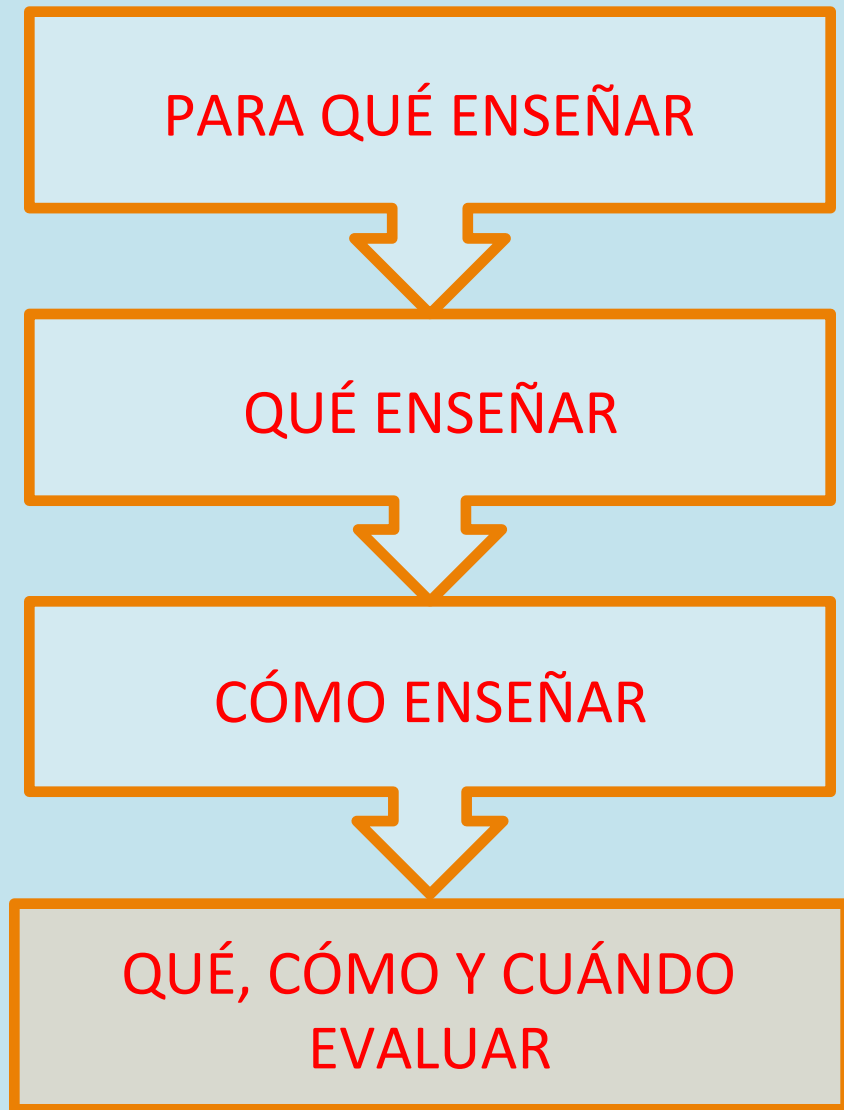 PARA QUÉ ENSEÑAR
QUÉ ENSEÑAR
CÓMO ENSEÑAR
QUÉ, CÓMO Y CUÁNDO
EVALUAR